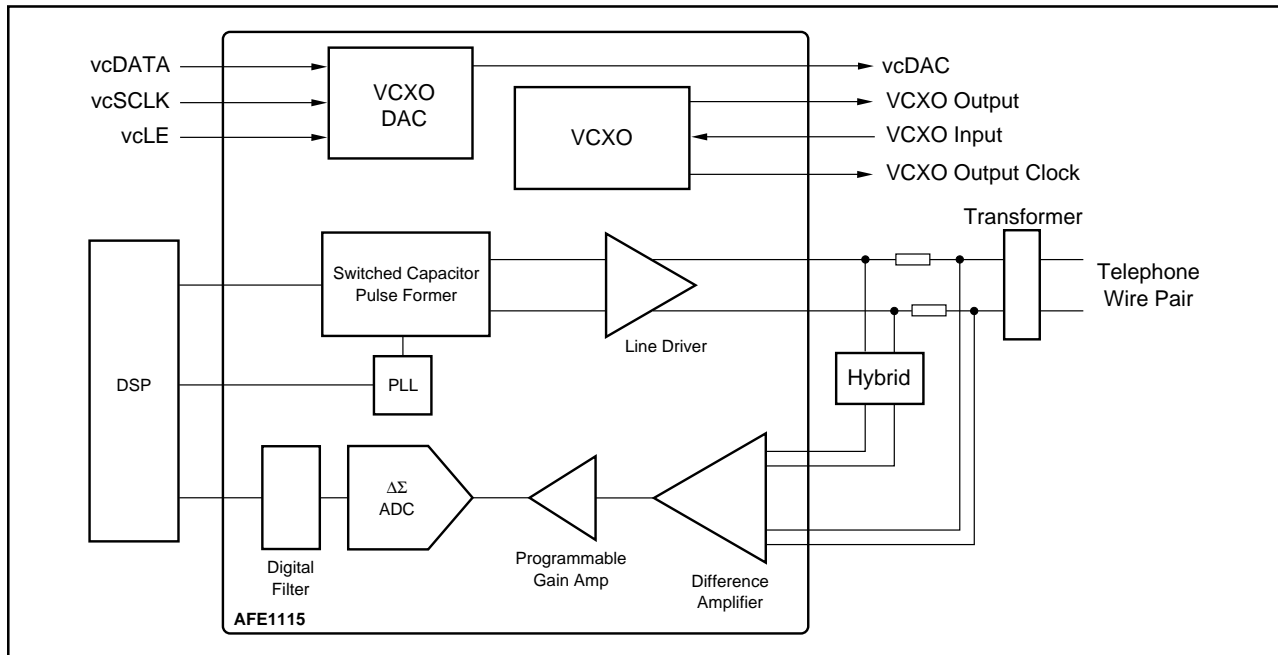 vcDATA
vcSCLK
vcLE
VCXO
DAC
vcDAC
VCXO
VCXO Output
VCXO Input
VCXO Output Clock
Transformer
Telephone
Wire Pair
DSP
Switched Capacitor
Pulse Former
PLL
Line Driver
Hybrid
Digital
Filter
ΔΣ
ADC
Programmable
Gain Amp
Difference
Amplifier
AFE1115